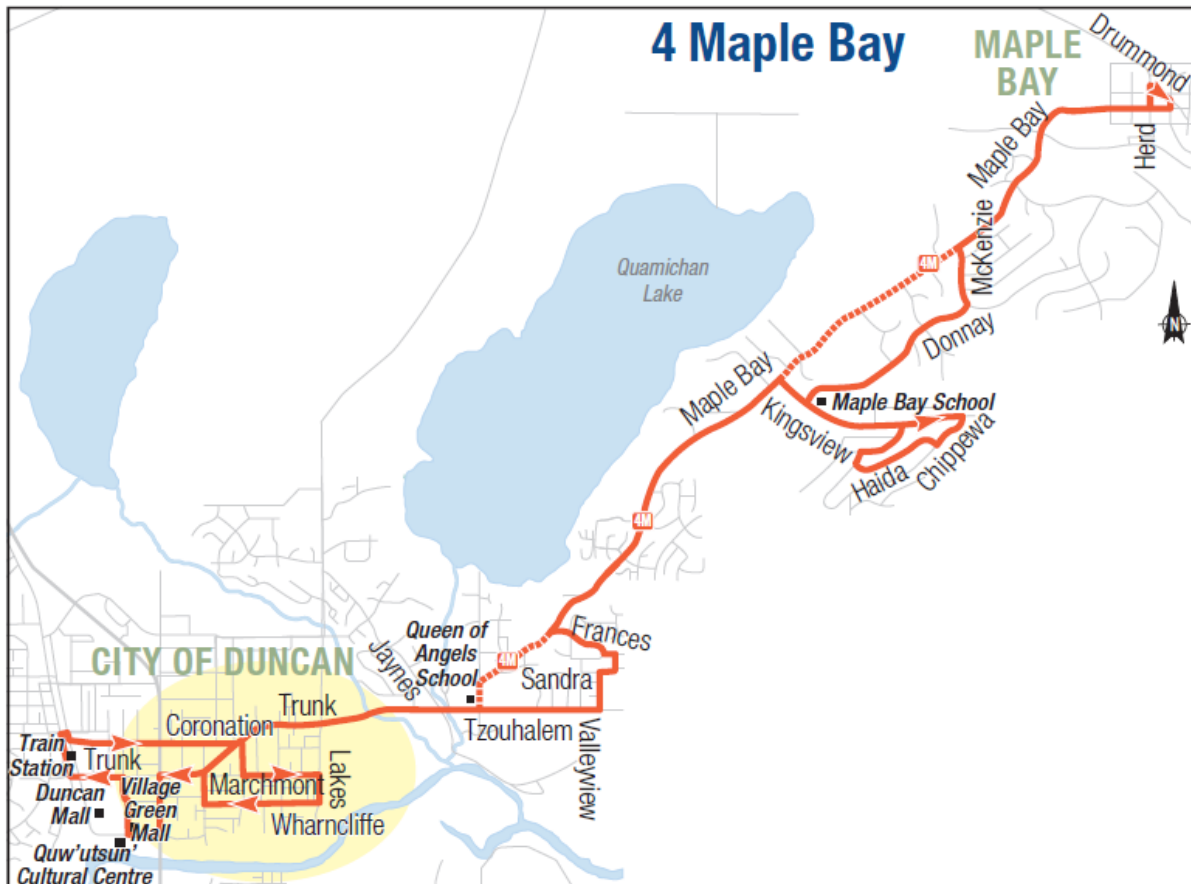 4 Maple Bay
MAPLE
BAY
Drummond
Maple Bay
Herd
McKenzie
4M
Quamichan
Lake
N
Donnay
Maple Bay
Maple Bay School
Kingsview
Chippewa
Haida
4M
Queen of
Angels
School
Frances
4M
Jaynes
Sandra
CITY OF DUNCAN
Trunk
Coronation
Tzouhalem
Valleyview
Train
Station
Trunk
Lakes
Marchmont
Village
Green
Mall
Duncan
Mall
Wharncliffe
Quw'utsun'
Cultural Centre